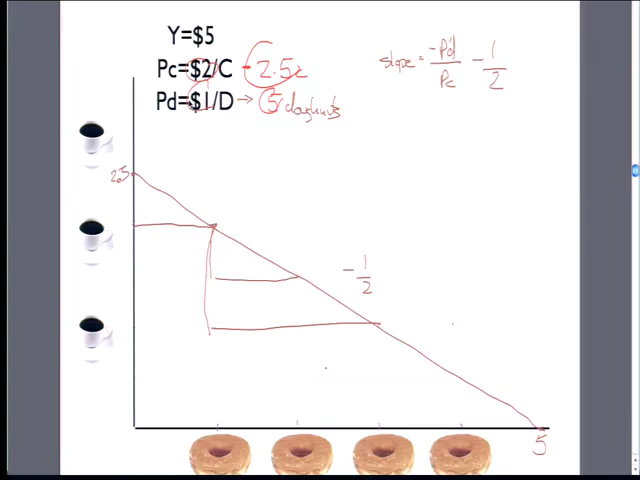 Y=$5
Pc=$2/C - 2.5c
Pd=$1/D → 5 doughnuts
slope = -Pd/Pc - 1/2
2.5
- 1/2
5